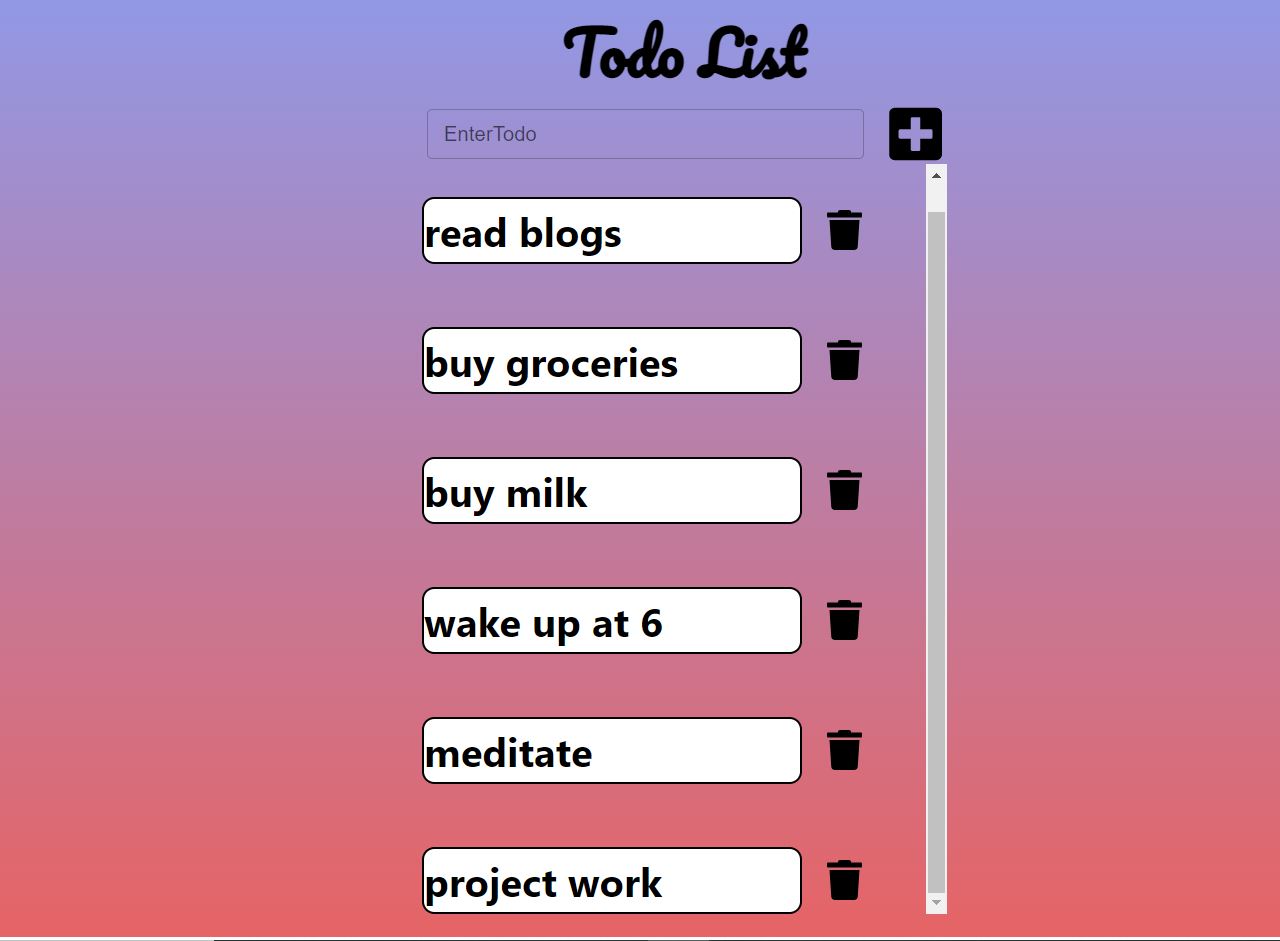 Todo List
EnterTodo
read blogs
buy groceries
buy milk
wake up at 6
meditate
project work